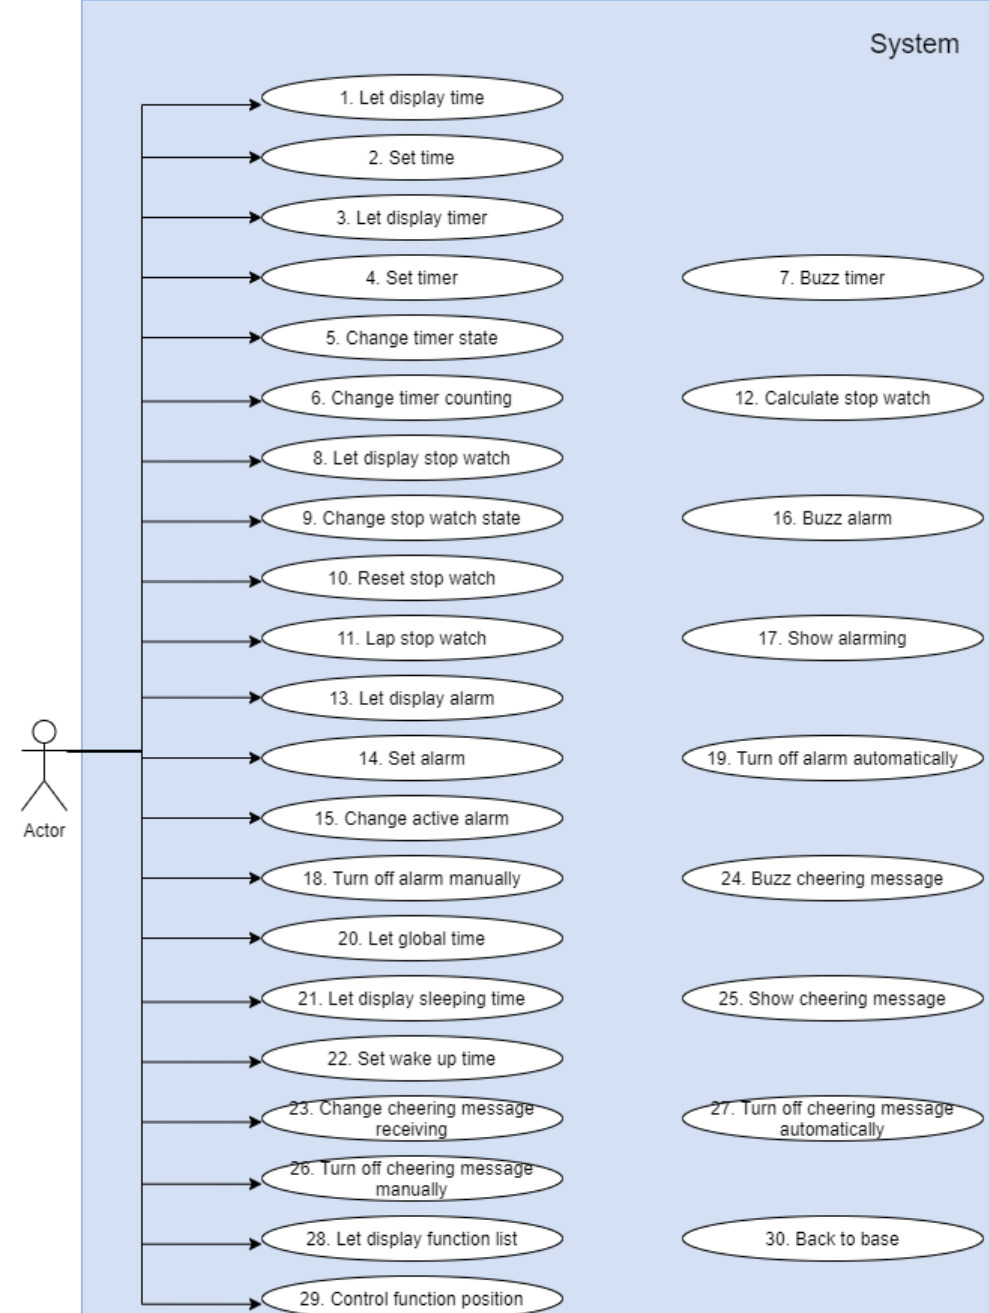 System
1. Let display time
2. Set time
3. Let display timer
4. Set timer
7. Buzz timer
5. Change timer state
6. Change timer counting
12. Calculate stop watch
8. Let display stop watch
9. Change stop watch state
16. Buzz alarm
10. Reset stop watch
11. Lap stop watch
17. Show alarming
13. Let display alarm
14. Set alarm
19. Turn off alarm automatically
15. Change active alarm
Actor
18. Turn off alarm manually
24. Buzz cheering message
20. Let global time
21. Let display sleeping time
25. Show cheering message
22. Set wake up time
23. Change cheering message
receiving
27. Turn off cheering message
automatically
26. Turn off cheering message
manually
28. Let display function list
30. Back to base
29. Control function position